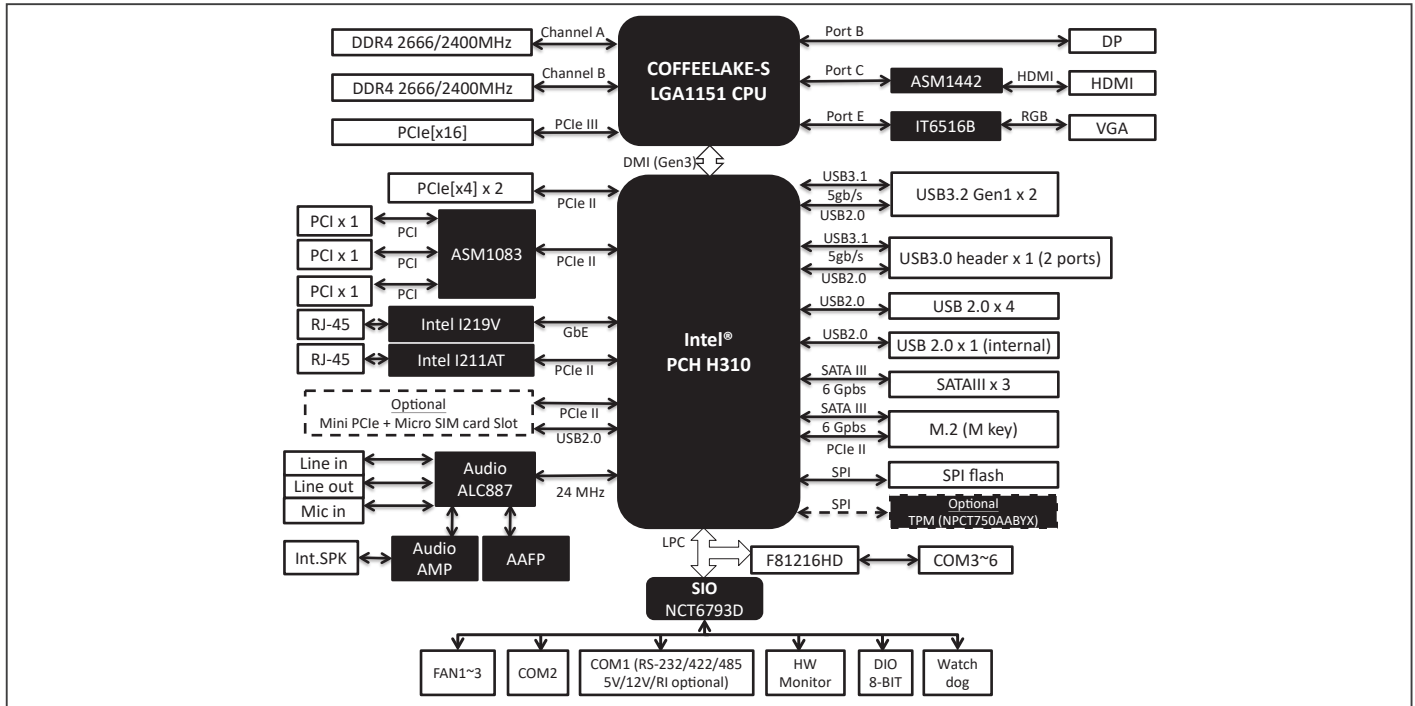 DDR4 2666/2400MHz
Channel A
DDR4 2666/2400MHz
Channel B
PCIe[x16]
PCIe III
COFFEELAKE-S
LGA1151 CPU
Port B
DP
Port C
ASM1442
HDMI
HDMI
Port E
IT6516B
RGB
VGA
DMI (Gen3)
PCIe[x4] x 2
PCIe II
PCI x 1
PCI
PCI x 1
PCI
PCI x 1
PCI
ASM1083
PCIe II
RJ-45
Intel I219V
GbE
RJ-45
Intel I211AT
PCIe II
Optional
Mini PCIe + Micro SIM card Slot
PCIe II
USB2.0
Line in
Line out
Mic in
Audio
ALC887
24 MHz
Int.SPK
Audio
AMP
AAFP
Intel®
PCH H310
USB3.1
5gb/s
USB2.0
USB3.2 Gen1 x 2
USB3.1
5gb/s
USB2.0
USB3.0 header x 1 (2 ports)
USB2.0
USB 2.0 x 4
USB2.0
USB 2.0 x 1 (internal)
SATA III
6 Gpbs
SATAIII x 3
SATA III
6 Gpbs
PCIe II
M.2 (M key)
SPI
SPI flash
SPI
Optional
TPM (NPCT750AABYX)
LPC
F81216HD
COM3~6
SIO
NCT6793D
FAN1~3
COM2
COM1 (RS-232/422/485
5V/12V/RI optional)
HW
Monitor
DIO
8-BIT
Watch
dog